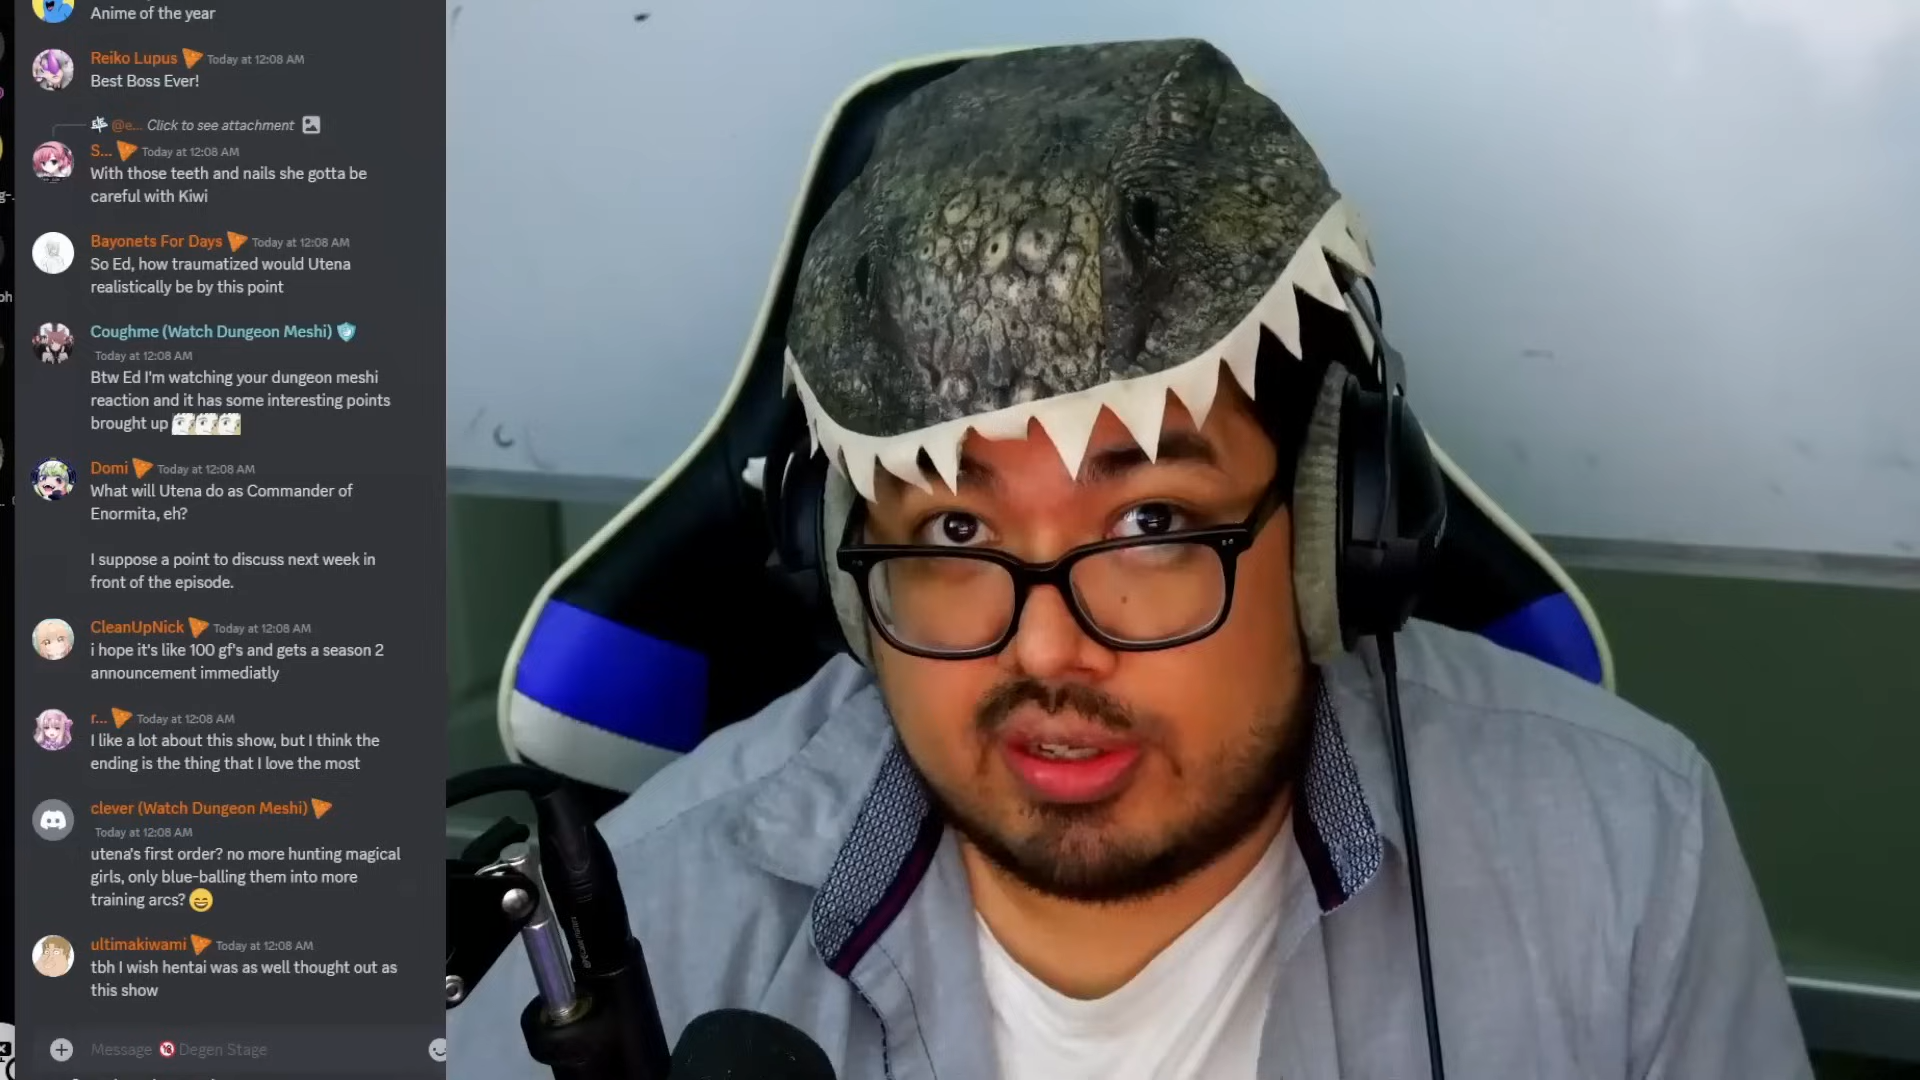 Anime of the year
Reiko Lupus Today at 12:08 AM
Best Boss Ever!
@e... Click to see attachment
S... Today at 12:08 AM
With those teeth and nails she gotta be
careful with Kiwi
Bayonets For Days Today at 12:08 AM
So Ed, how traumatized would Utena
realistically be by this point
Coughme (Watch Dungeon Meshi)
Today at 12:08 AM
Btw Ed I'm watching your dungeon meshi
reaction and it has some interesting points
brought up
Domi Today at 12:08 AM
What will Utena do as Commander of
Enormita, eh?
I suppose a point to discuss next week in
front of the episode.
CleanUpNick Today at 12:08 AM
i hope it's like 100 gf's and gets a season 2
announcement immediatly
r... Today at 12:08 AM
I like a lot about this show, but I think the
ending is the thing that I love the most
clever (Watch Dungeon Meshi)
Today at 12:08 AM
utena's first order? no more hunting magical
girls, only blue-balling them into more
training arcs?
ultimakiwami Today at 12:08 AM
tbh I wish hentai was as well thought out as
this show
Message Degen Stage